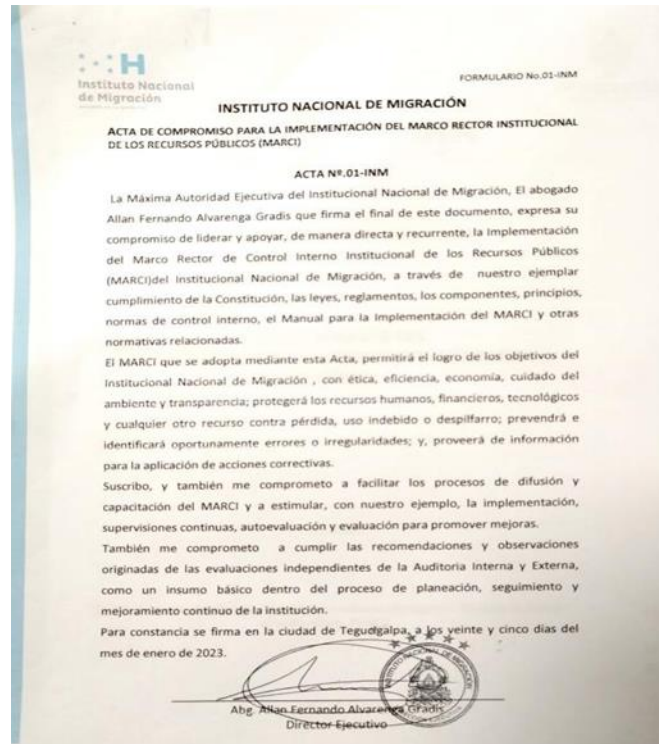 H
Instituto Nacional
de Migración
FORMULARIO No.01-INM
INSTITUTO NACIONAL DE MIGRACIÓN
ACTA DE COMPROMISO PARA LA IMPLEMENTACIÓN DEL MARCO RECTOR INSTITUCIONAL
DE LOS RECURSOS PÚBLICOS (MARCI)
ACTA Nº.01-INM
La Máxima Autoridad Ejecutiva del Institucional Nacional de Migración, El abogado
Allan Fernando Alvarenga Gradis que firma el final de este documento, expresa su
compromiso de liderar y apoyar, de manera directa y recurrente, la Implementación
del Marco Rector de Control Interno Institucional de los Recursos Públicos
(MARCI)del Institucional Nacional de Migración, a través de nuestro ejemplar
cumplimiento de la Constitución, las leyes, reglamentos, los componentes, principios,
normas de control interno, el Manual para la Implementación del MARCI y otras
normativas relacionadas.
El MARCI que se adopta mediante esta Acta, permitirá el logro de los objetivos del
Institucional Nacional de Migración , con ética, eficiencia, economía, cuidado del
ambiente y transparencia; protegerá los recursos humanos, financieros, tecnológicos
y cualquier otro recurso contra pérdida, uso indebido o despilfarro; prevendrá e
identificará oportunamente errores o irregularidades; y, proveerá de información
para la aplicación de acciones correctivas.
Suscribo, y también me comprometo a facilitar los procesos de difusión y
capacitación del MARCI y a estimular, con nuestro ejemplo, la implementación,
supervisiones continuas, autoevaluación y evaluación para promover mejoras.
También me comprometo a cumplir las recomendaciones y observaciones
originadas de las evaluaciones independientes de la Auditoria Interna y Externa,
como un insumo básico dentro del proceso de planeación, seguimiento y
mejoramiento continuo de la institución.
Para constancia se firma en la ciudad de Tegucigalpa, a los veinte y cinco días del
mes de enero de 2023.
INSTITUTO NACIONAL DE MIGRACIÓN
Abg. Allan Fernando Alvarenga Gradis
Director Ejecutivo